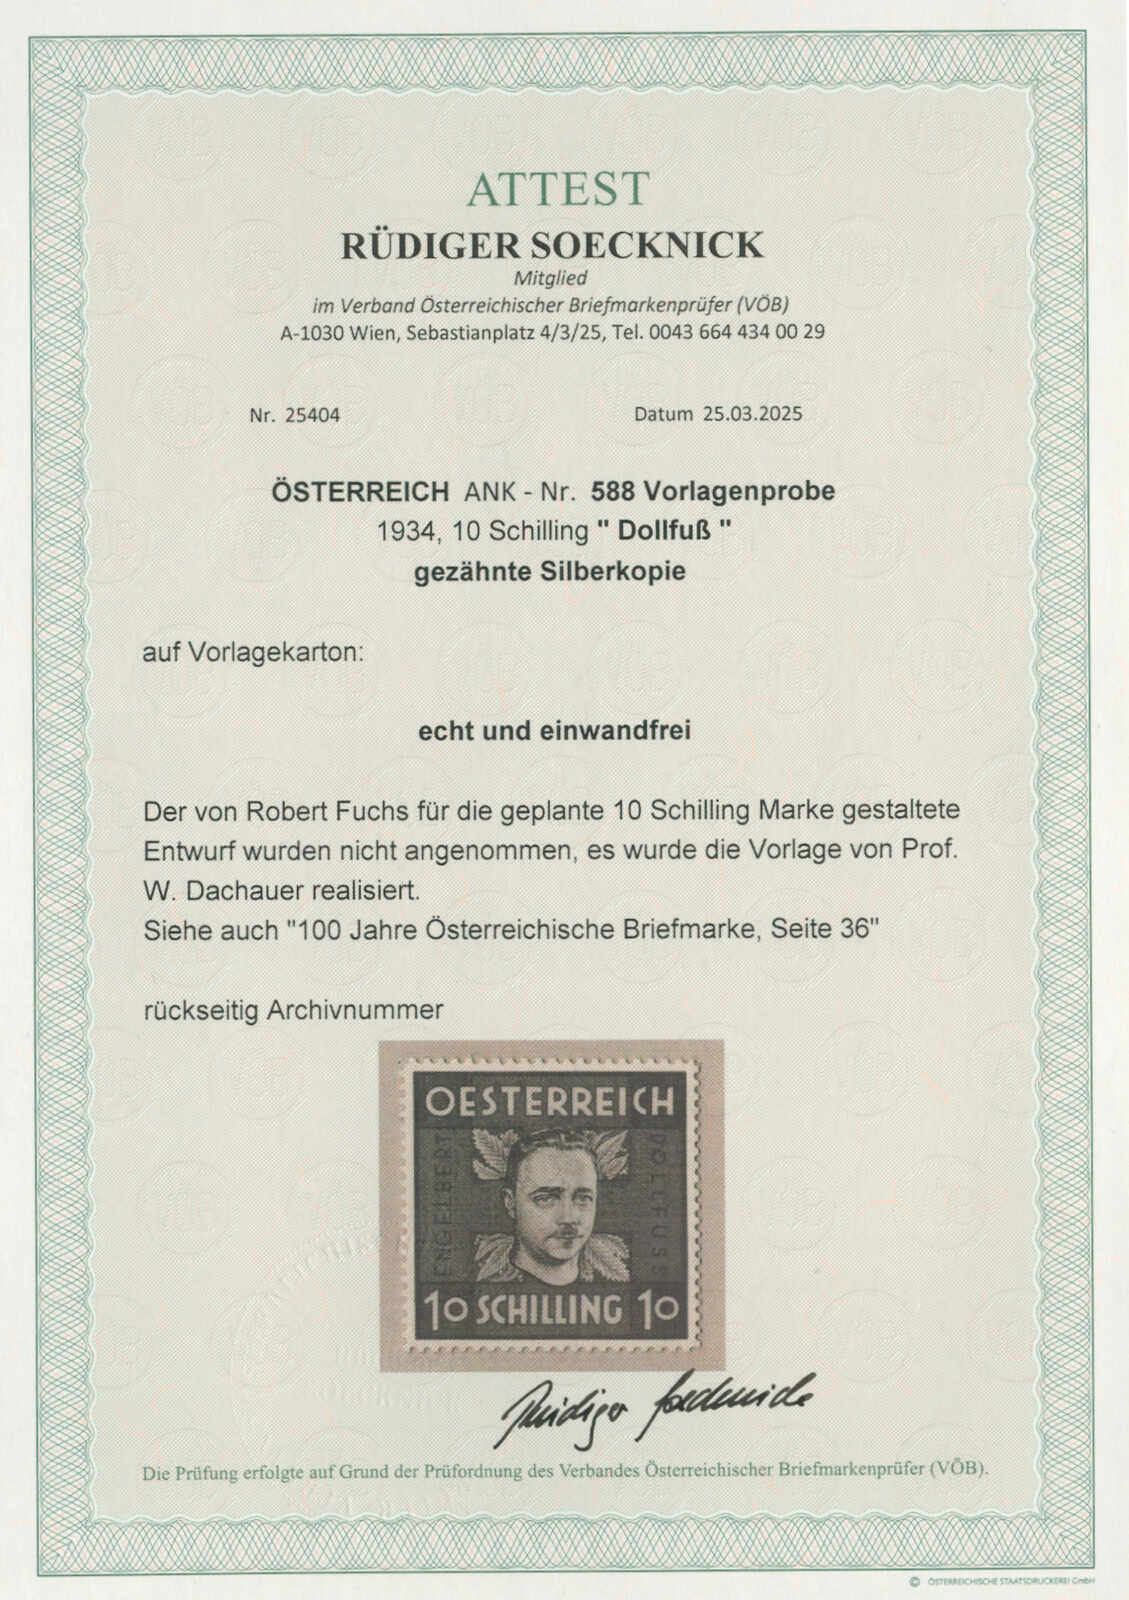 ATTEST
RÜDIGER SOECKNICK
Mitglied
im Verband Österreichischer Briefmarkenprüfer (VÖB)
A-1030 Wien, Sebastianplatz 4/3/25, Tel. 0043 664 434 00 29
Nr. 25404 Datum 25.03.2025
ÖSTERREICH ANK - Nr. 588 Vorlagenprobe
1934, 10 Schilling " Dollfuß "
gezähnte Silberkopie
auf Vorlagekarton:
echt und einwandfrei
Der von Robert Fuchs für die geplante 10 Schilling Marke gestaltete
Entwurf wurden nicht angenommen, es wurde die Vorlage von Prof.
W. Dachauer realisiert.
Siehe auch "100 Jahre Österreichische Briefmarke, Seite 36"
rückseitig Archivnummer
OESTERREICH
ENGELBERT
DOLLFUSS
10 SCHILLING 10
Rüdiger Soecknick
Die Prüfung erfolgte auf Grund der Prüfordnung des Verbandes Österreichischer Briefmarkenprüfer (VÖB).
© ÖSTERREICHISCHE STAATSDRUCKEREI GmbH